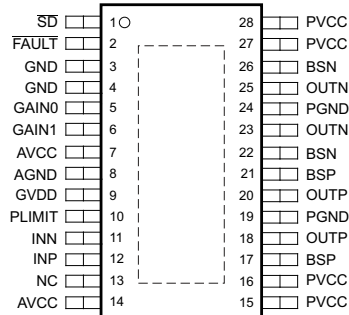 SD 1 28 PVCC
FAULT 2 27 PVCC
GND 3 26 BSN
GND 4 25 OUTN
GAIN0 5 24 PGND
GAIN1 6 23 OUTN
AVCC 7 22 BSN
AGND 8 21 BSP
GVDD 9 20 OUTP
PLIMIT 10 19 PGND
INN 11 18 OUTP
INP 12 17 BSP
NC 13 16 PVCC
AVCC 14 15 PVCC